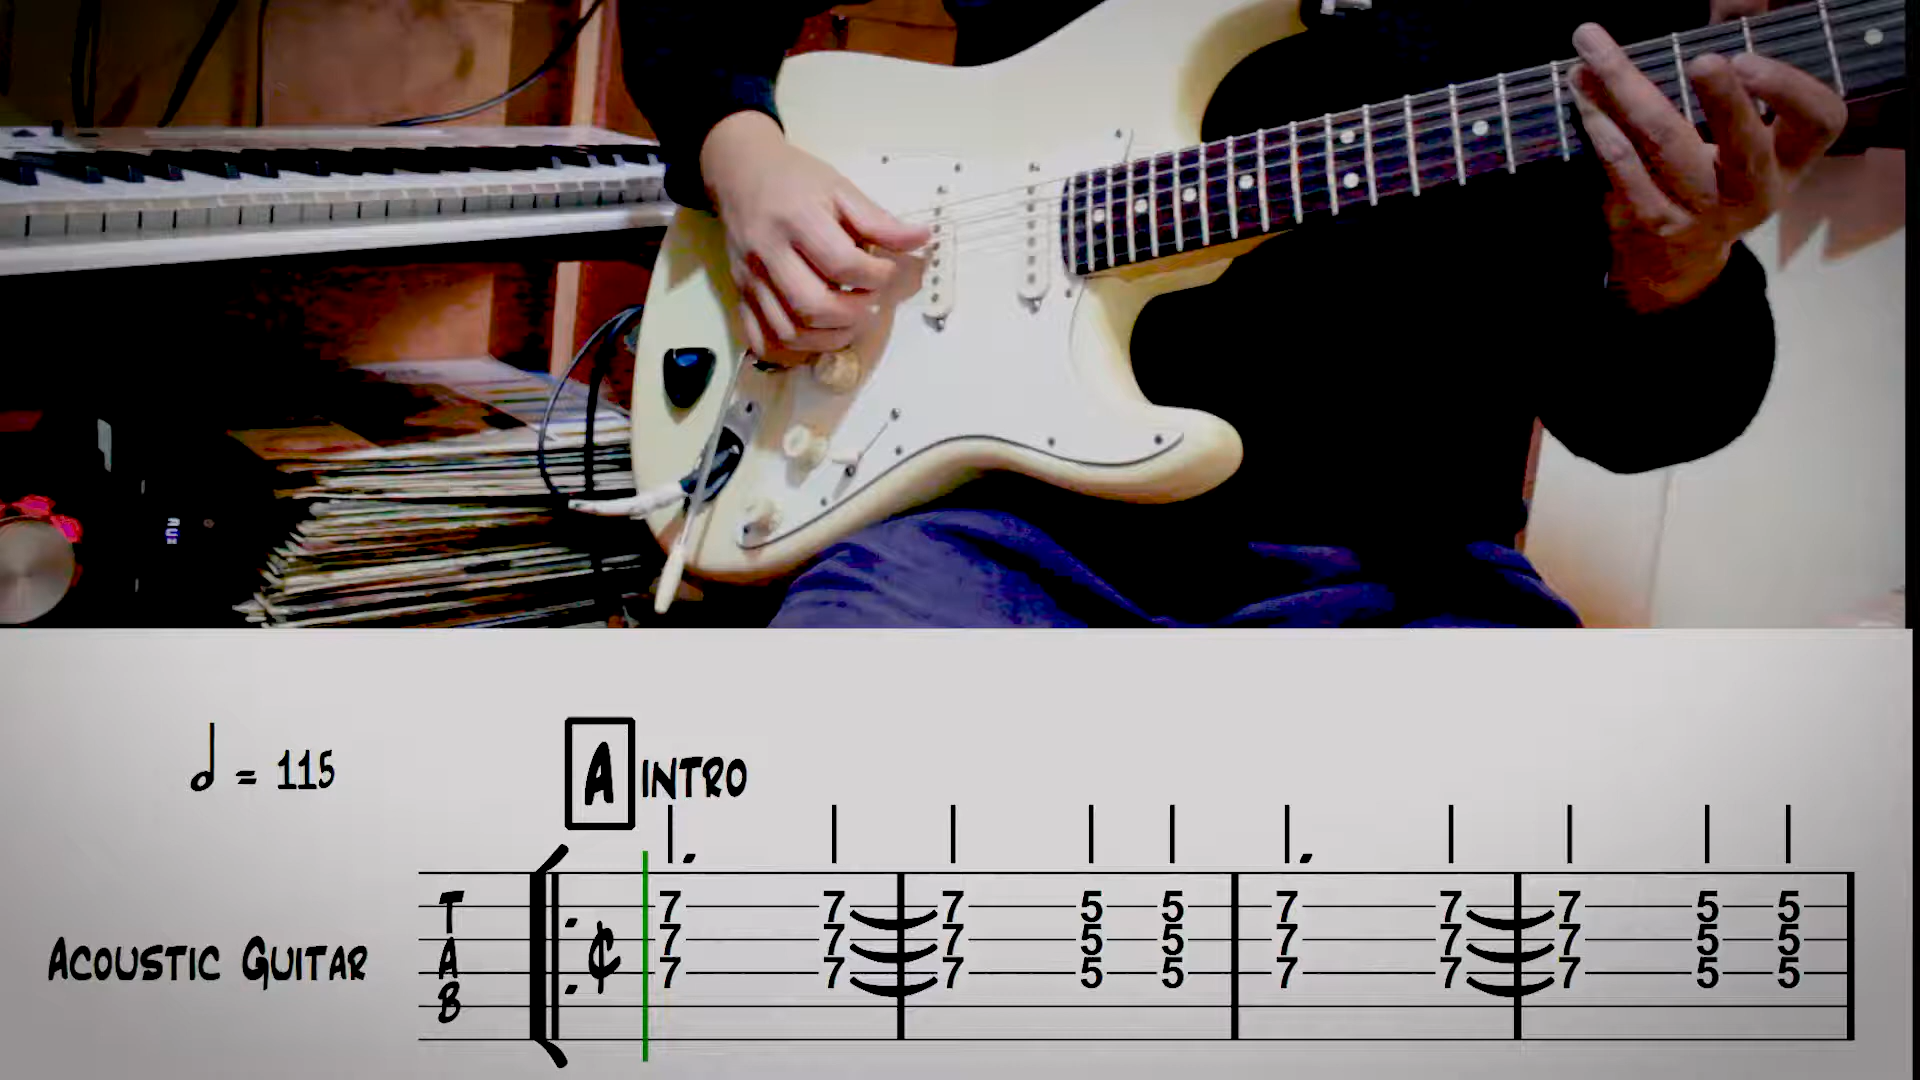 AUX
𝅗𝅥 = 115
A INTRO
ACOUSTIC GUITAR
T
A
B
¢
7 7 7 5 5 7 7 7 5 5
7 7 7 5 5 7 7 7 5 5
7 7 7 5 5 7 7 7 5 5